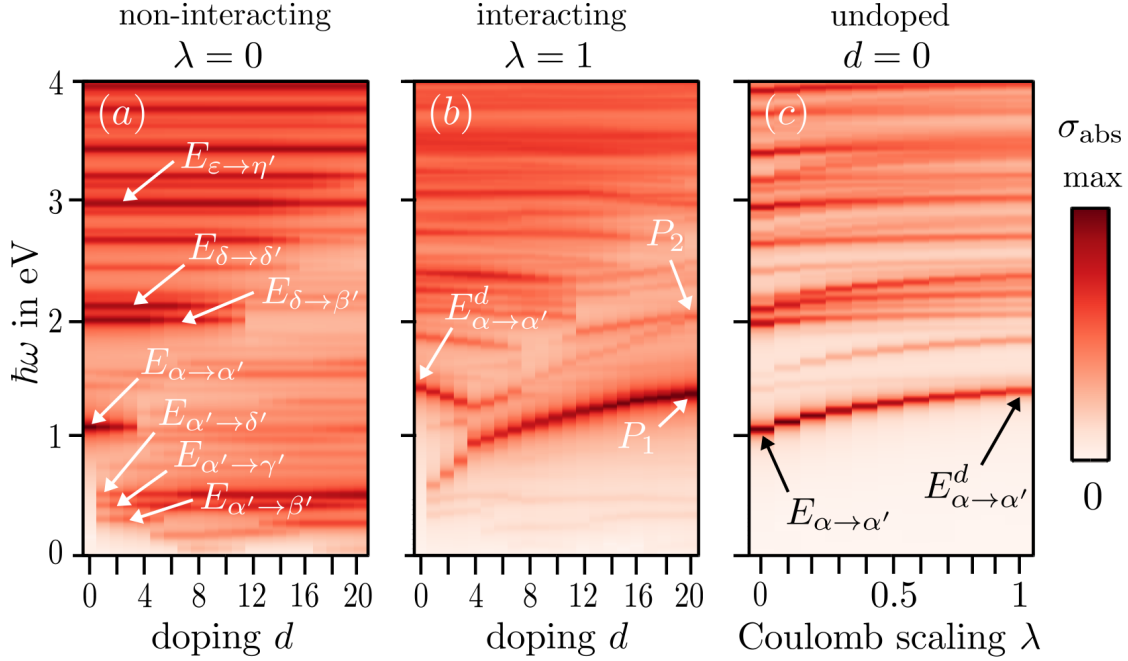 non-interacting
λ = 0
interacting
λ = 1
undoped
d = 0
ħω in eV
4
3
2
1
0
(a)
E_{ε→η′}
E_{δ→δ′}
E_{δ→β′}
E_{α→α′}
E_{α′→δ′}
E_{α′→γ′}
E_{α′→β′}
0 4 8 12 16 20
doping d
(b)
P_2
E^d_{α→α′}
P_1
0 4 8 12 16 20
doping d
(c)
E_{α→α′}
E^d_{α→α′}
0 0.5 1
Coulomb scaling λ
σ_abs
max
0